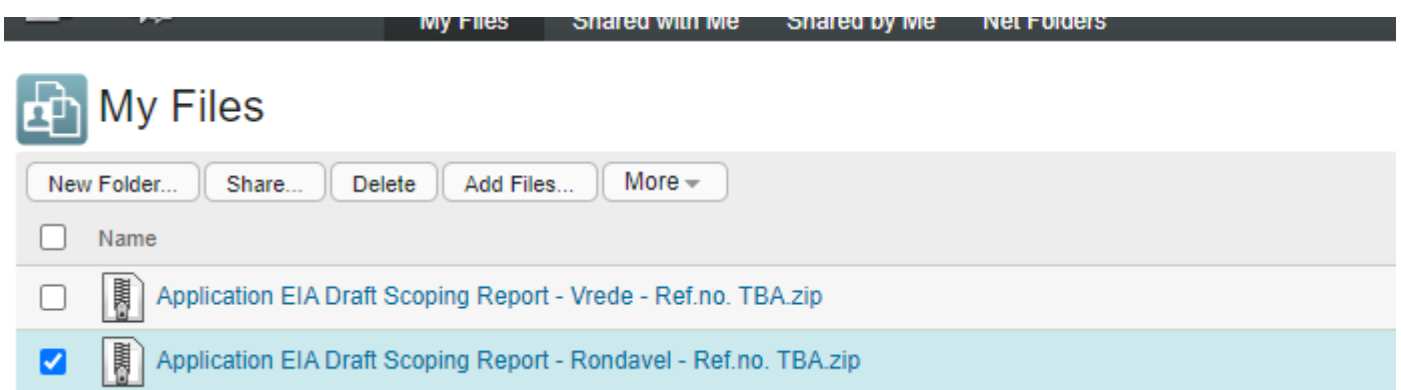 My Files Shared with Me Shared by Me Net Folders
My Files
New Folder... Share... Delete Add Files... More
Name
Application EIA Draft Scoping Report - Vrede - Ref.no. TBA.zip
Application EIA Draft Scoping Report - Rondavel - Ref.no. TBA.zip